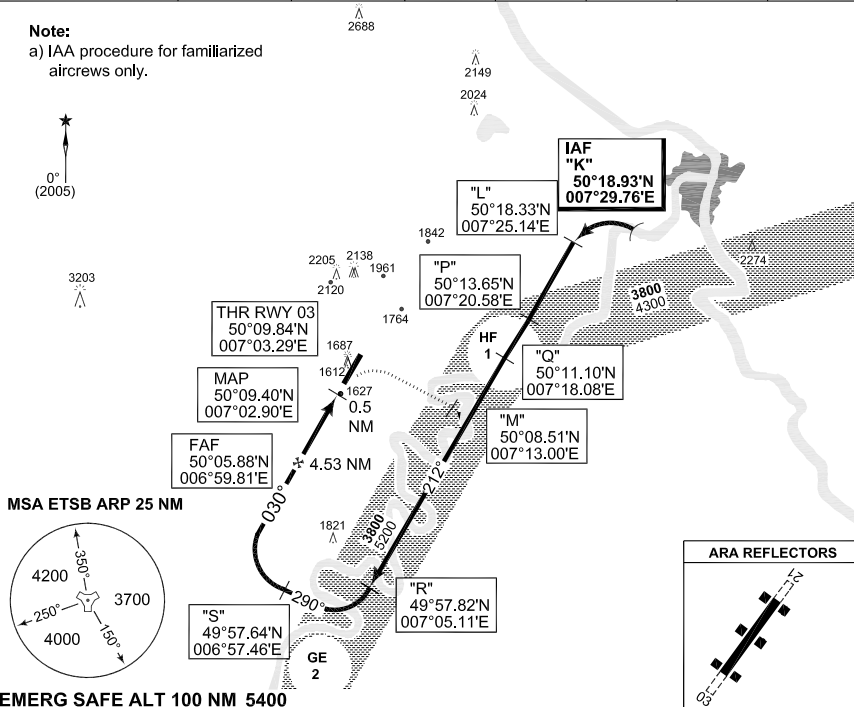 Note:
a) IAA procedure for familiarized
aircrews only.
2688
2149
2024
0°
(2005)
IAF
"K"
50°18.93'N
007°29.76'E
"L"
50°18.33'N
007°25.14'E
1842
2274
3203
2205
2138
1961
2120
1764
"P"
50°13.65'N
007°20.58'E
3800
4300
THR RWY 03
50°09.84'N
007°03.29'E
HF
1
1687
1612
1627
"Q"
50°11.10'N
007°18.08'E
MAP
50°09.40'N
007°02.90'E
0.5
NM
"M"
50°08.51'N
007°13.00'E
FAF
50°05.88'N
006°59.81'E
4.53 NM
212°
030°
MSA ETSB ARP 25 NM
1821
3800
5200
350°
4200
3700
250°
4000
150°
290°
"R"
49°57.82'N
007°05.11'E
"S"
49°57.64'N
006°57.46'E
GE
2
ARA REFLECTORS
21
03
EMERG SAFE ALT 100 NM 5400